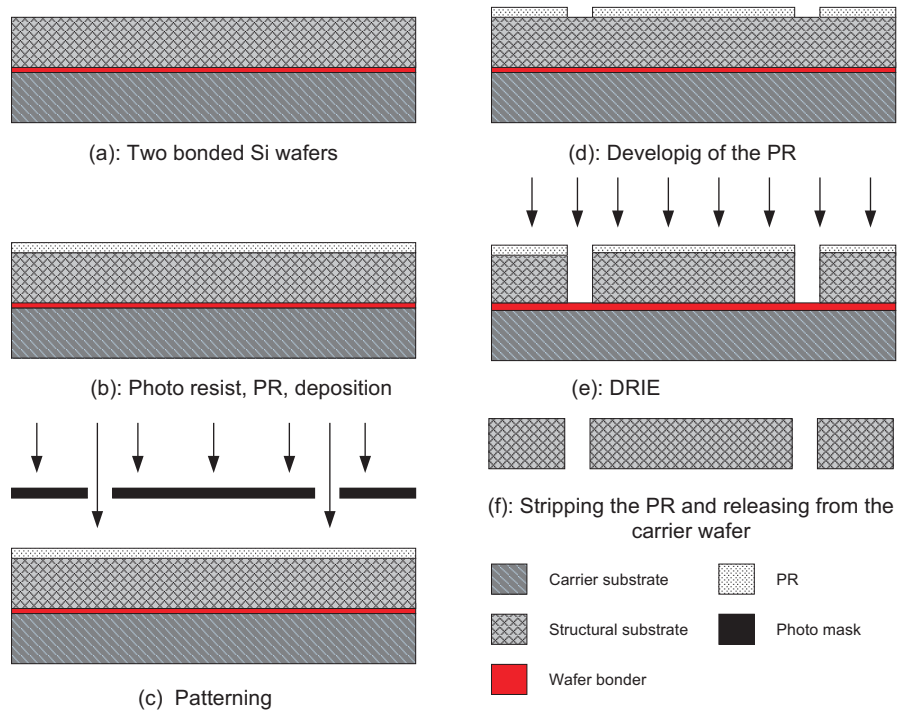 (a): Two bonded Si wafers
(b): Photo resist, PR, deposition
(c) Patterning
(d): Developig of the PR
(e): DRIE
(f): Stripping the PR and releasing from the
carrier wafer
Carrier substrate
PR
Structural substrate
Photo mask
Wafer bonder